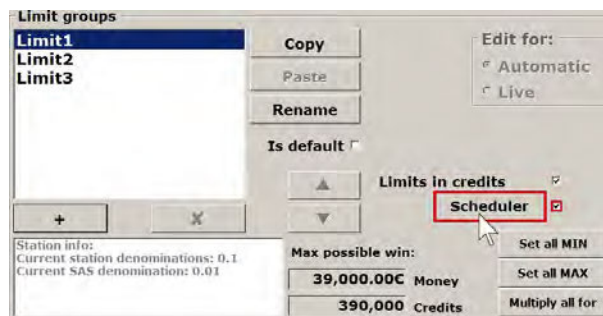 Limit groups
Limit1
Limit2
Limit3
Copy
Paste
Rename
Is default
Edit for:
Automatic
Live
Limits in credits
Scheduler
+
X
Station info:
Current station denominations: 0.1
Current SAS denomination: 0.01
Max possible win:
39,000.00€ Money
390,000 Credits
Set all MIN
Set all MAX
Multiply all for